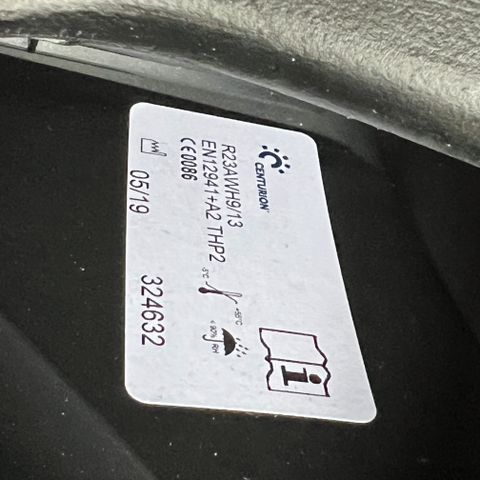 CENTURION
R23AWH9/13
EN12941+A2 THP2
CE0086
-5°C
+55°C
< 90% RH
05/19
324632
i